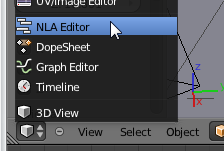 UV/Image Editor
NLA Editor
DopeSheet
Graph Editor
Timeline
3D View
View Select Object
Z
X